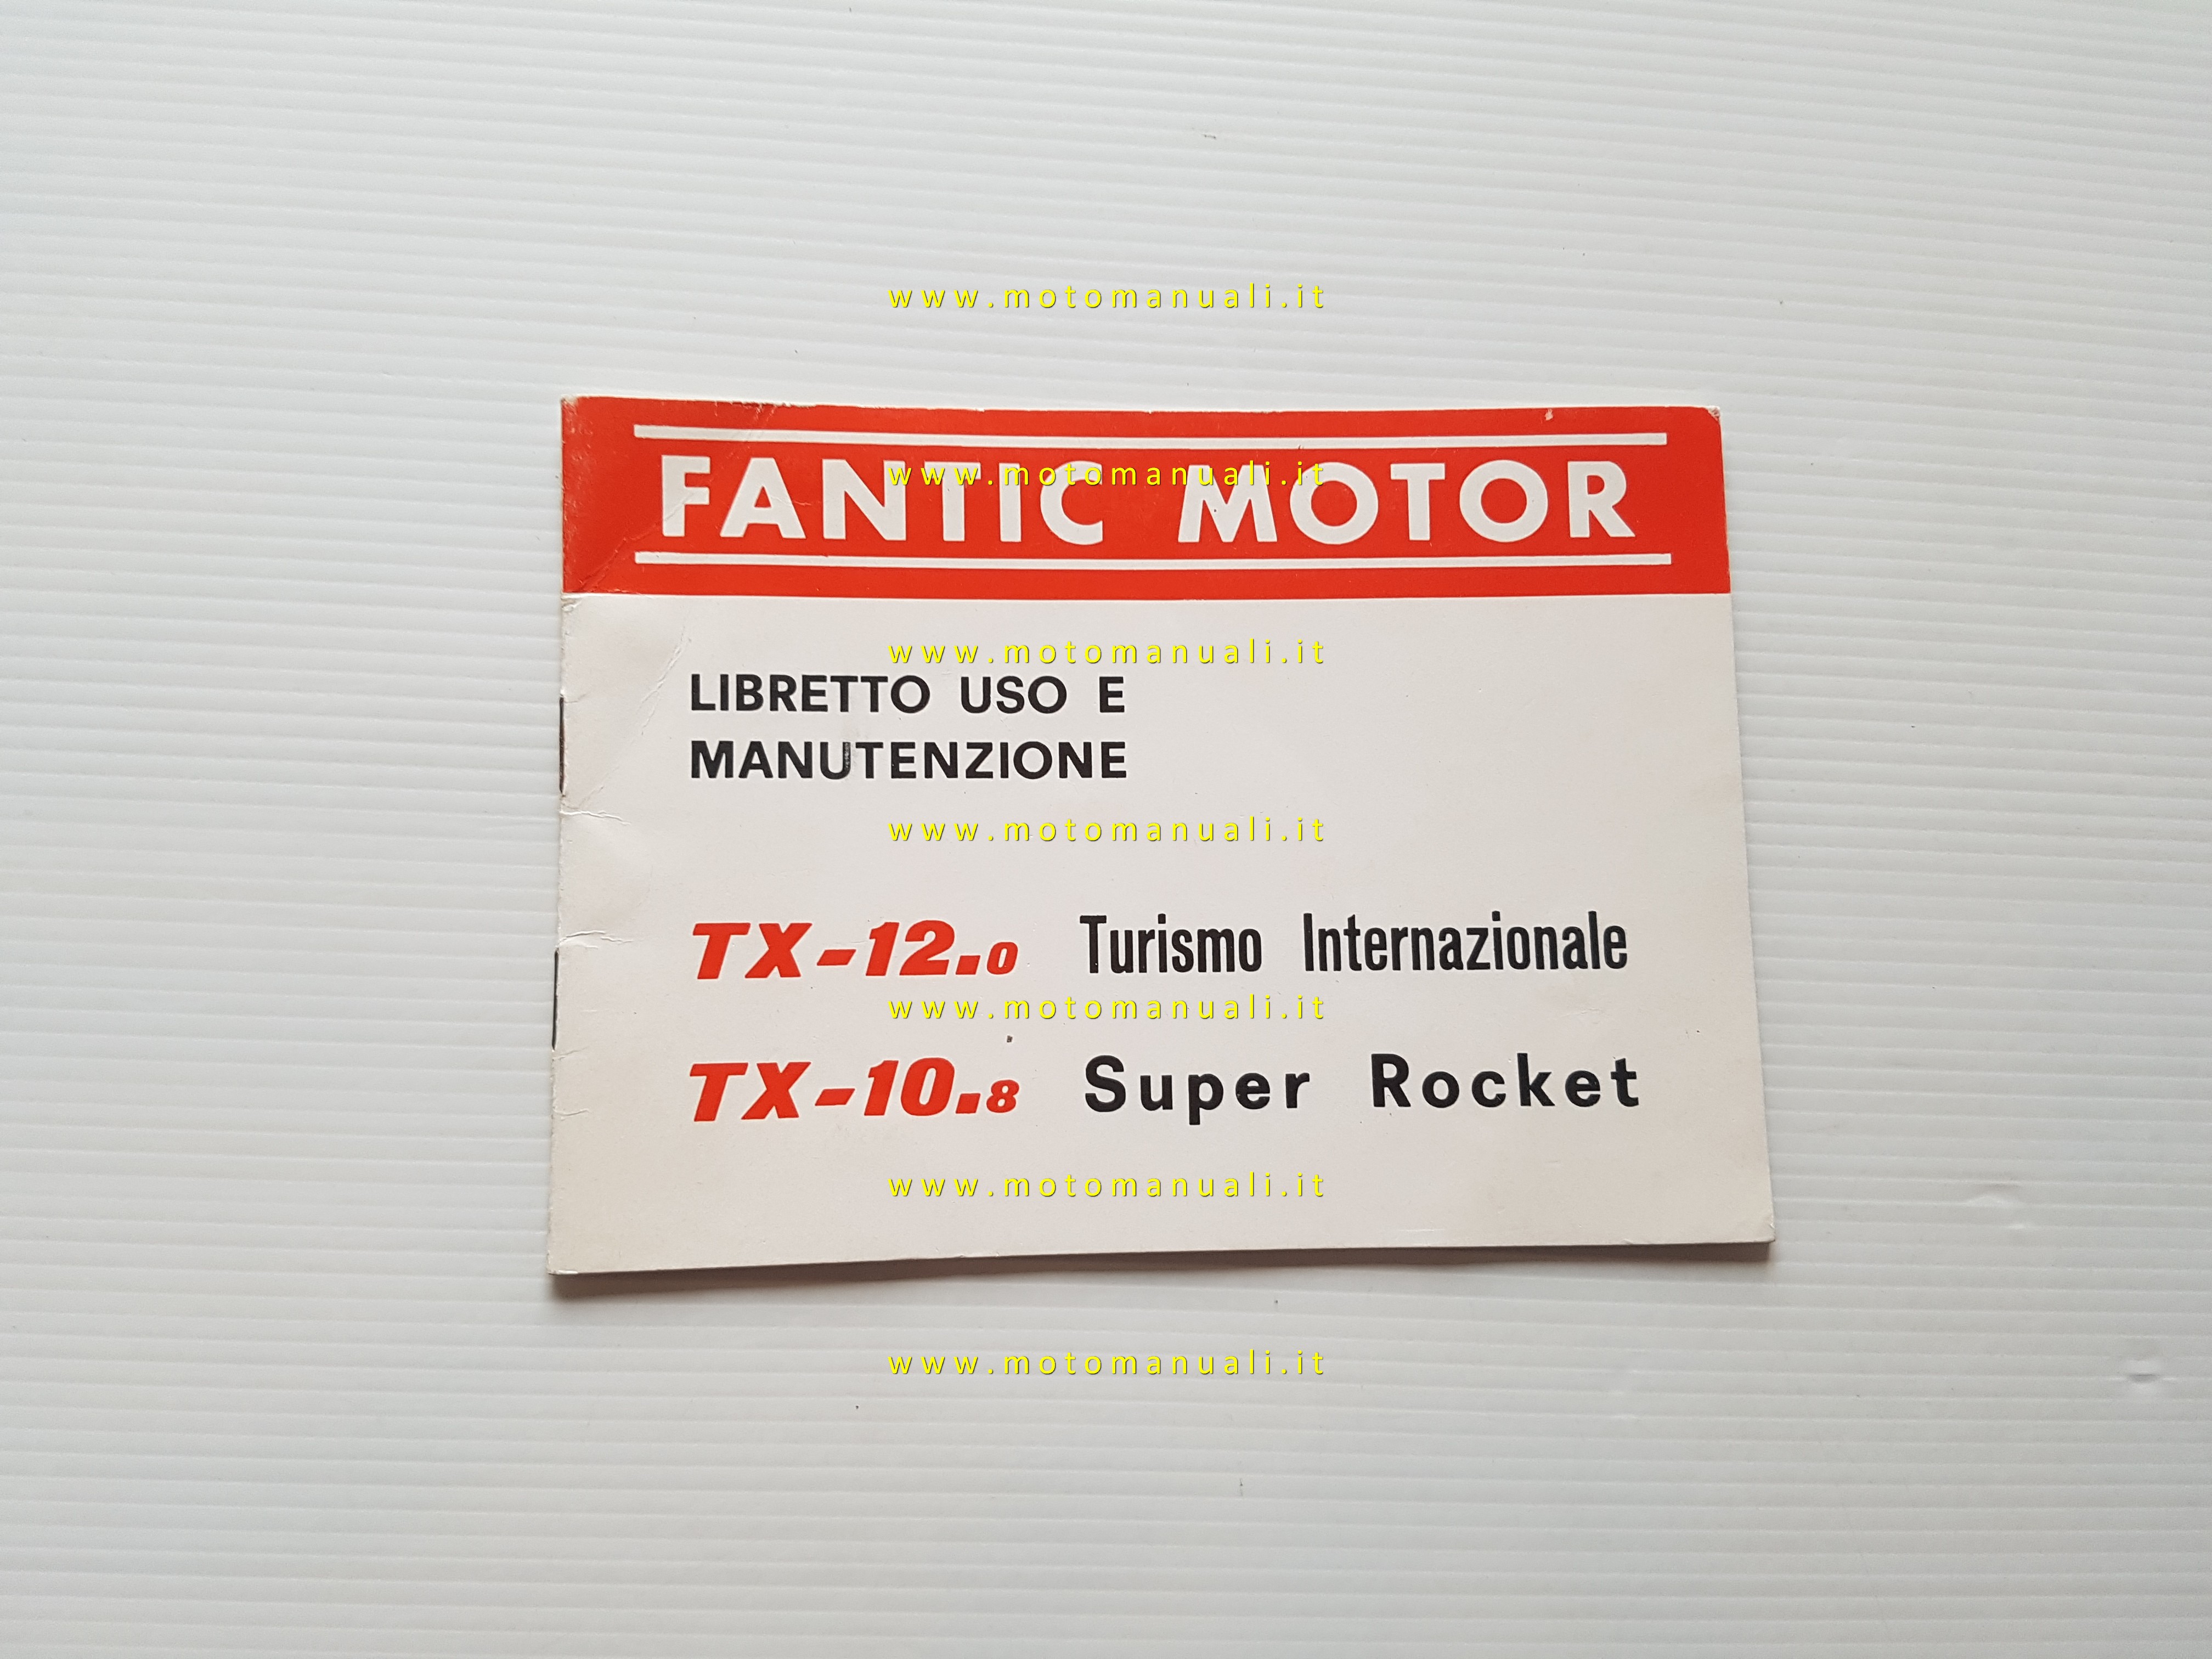 www.motomanuali.it
FANTIC MOTOR
www.motomanuali.it
www.motomanuali.it
LIBRETTO USO E
MANUTENZIONE
www.motomanuali.it
TX-12.0 Turismo Internazionale
www.motomanuali.it
TX-10.8 Super Rocket
www.motomanuali.it
www.motomanuali.it